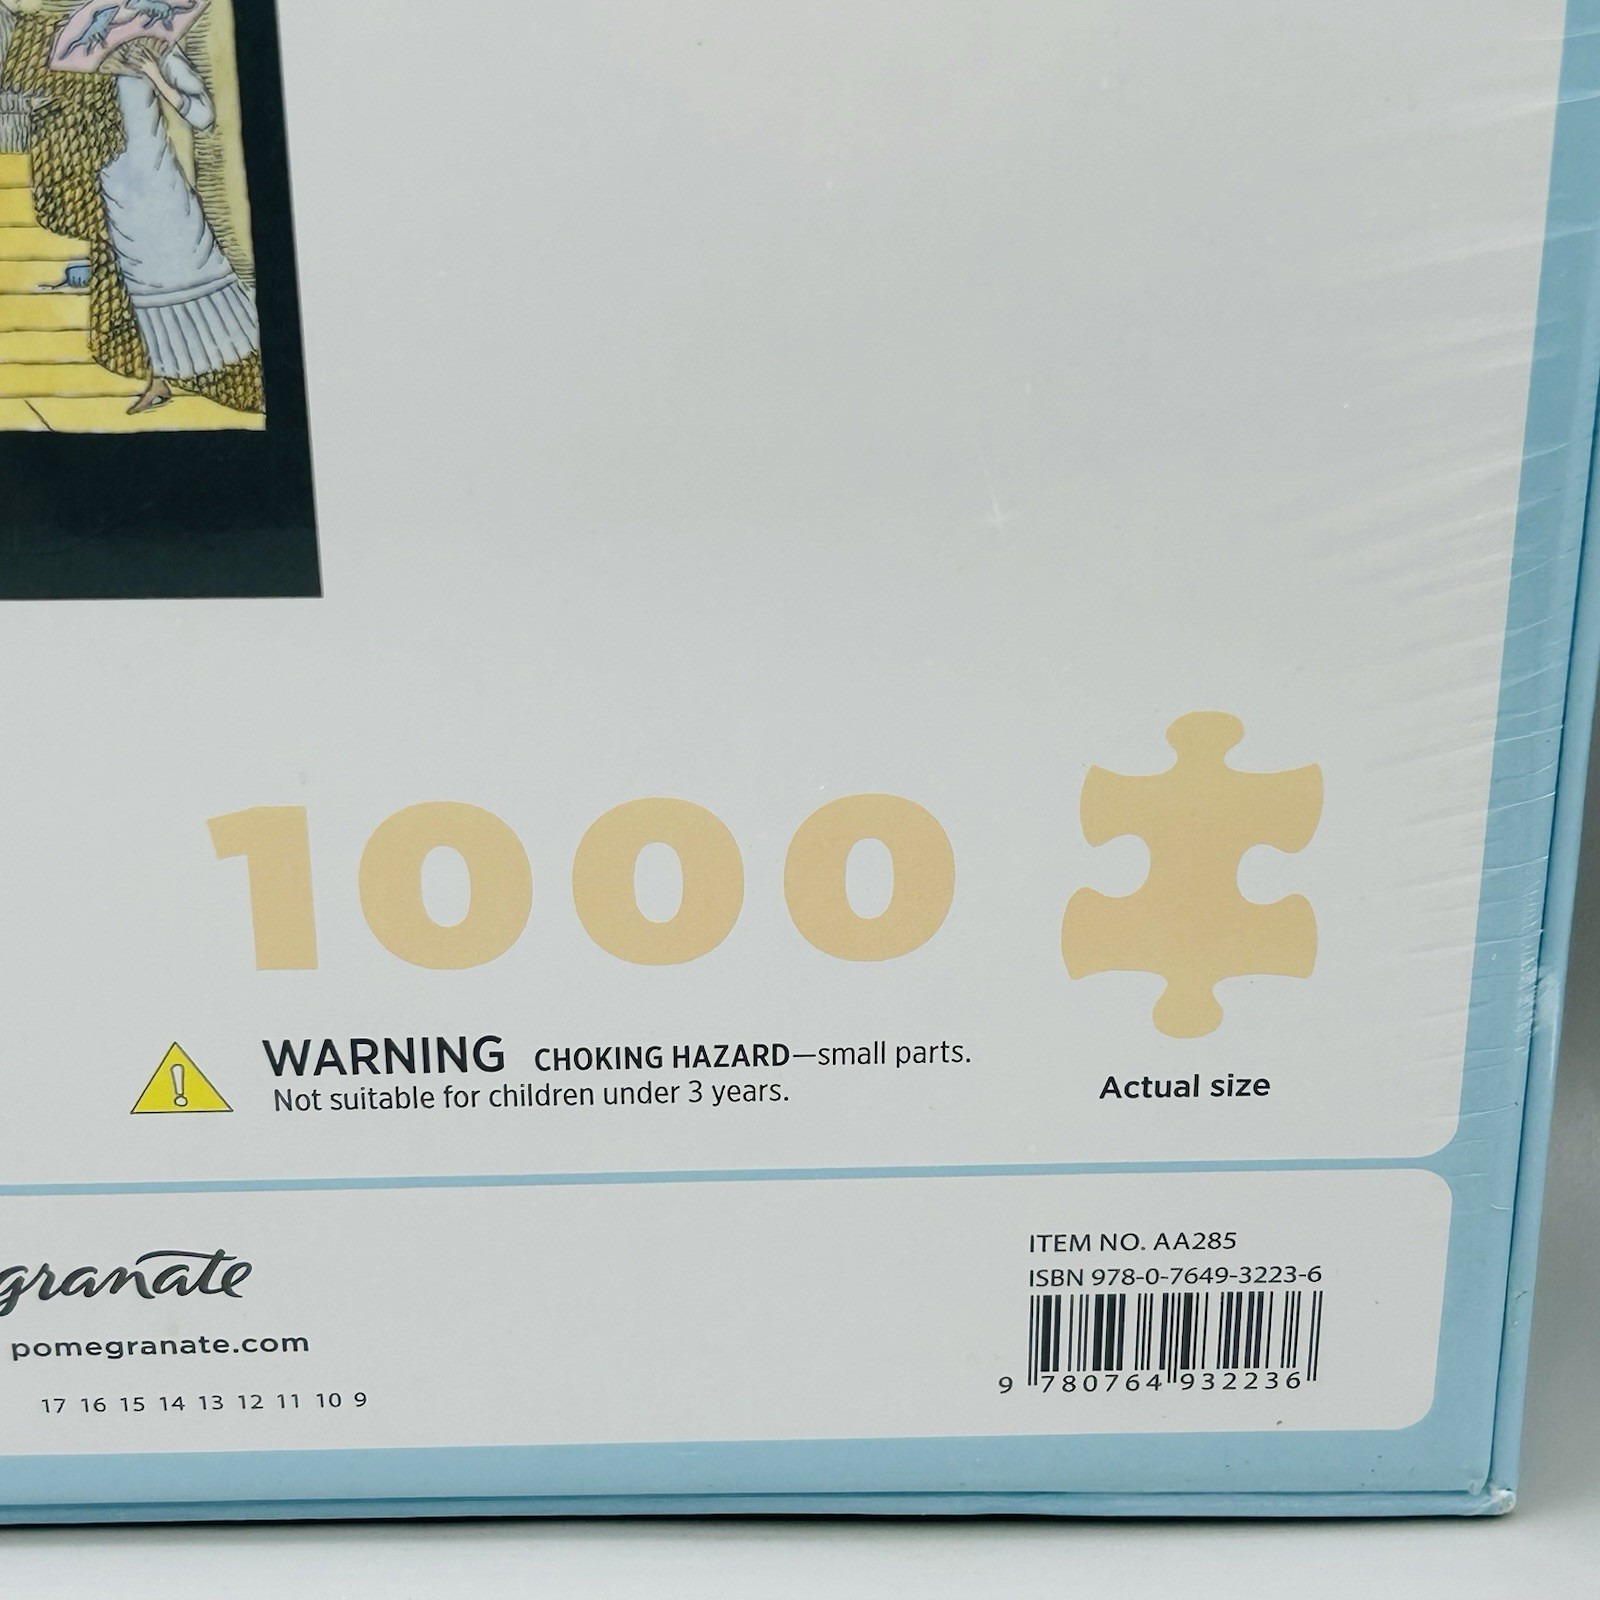 1000
WARNING CHOKING HAZARD—small parts.
Not suitable for children under 3 years.
Actual size
granate
pomegranate.com
17 16 15 14 13 12 11 10 9
ITEM NO. AA285
ISBN 978-0-7649-3223-6
9 780764 932236